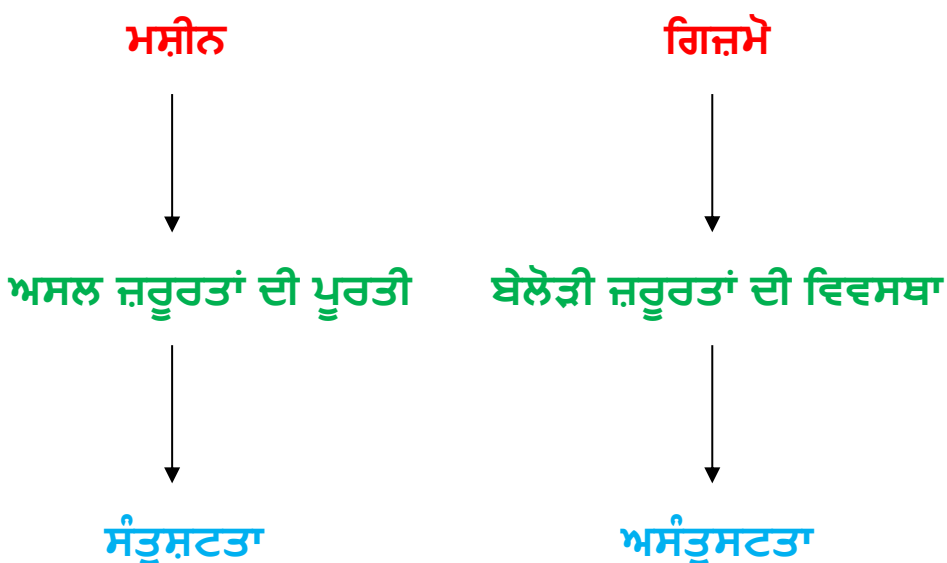 ਮਸ਼ੀਨ ਗਿਜ਼ਮੋ
ਅਸਲ ਜ਼ਰੂਰਤਾਂ ਦੀ ਪੂਰਤੀ ਬੇਲੋੜੀ ਜ਼ਰੂਰਤਾਂ ਦੀ ਵਿਵਸਥਾ
ਸੰਤੁਸ਼ਟਤਾ ਅਸੰਤੁਸਟਤਾ